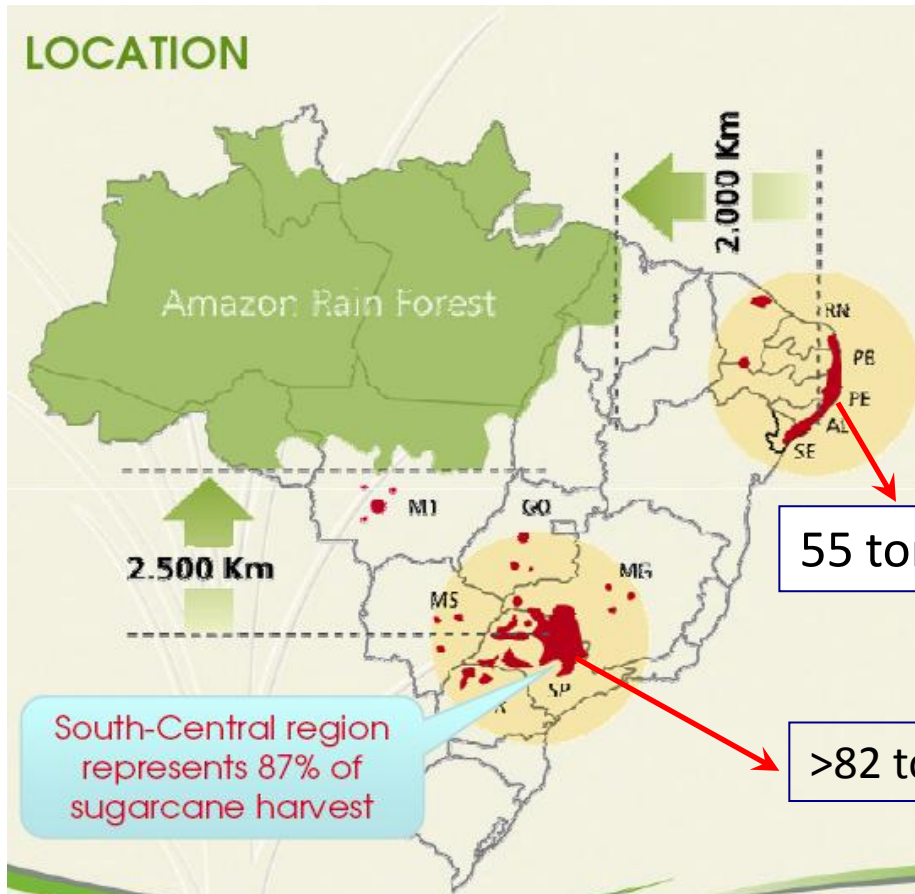 LOCATION
2.000 Km
Amazon Rain Forest
RN
PB
PE
AL
SE
MT
GO
2.500 Km
MG
MS
55
SP
South-Central region
represents 87% of
sugarcane harvest
>82